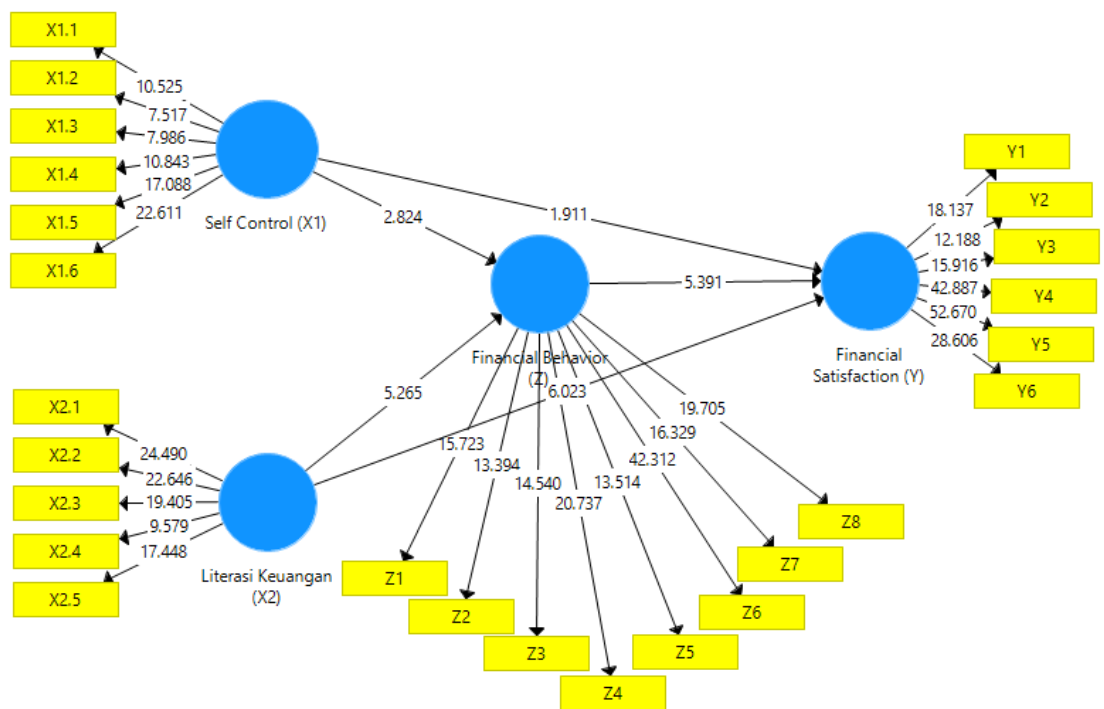 X1.1
X1.2
X1.3
X1.4
X1.5
X1.6
10.525
7.517
7.986
10.843
17.088
22.611
Self Control (X1)
2.824
1.911
5.391
Financial Behavior
(Z)
5.265
6.023
X2.1
X2.2
X2.3
X2.4
X2.5
24.490
22.646
19.405
9.579
17.448
Literasi Keuangan
(X2)
15.723
13.394
14.540
20.737
13.514
42.312
16.329
19.705
Z1
Z2
Z3
Z4
Z5
Z6
Z7
Z8
Financial
Satisfaction (Y)
18.137
12.188
15.916
42.887
52.670
28.606
Y1
Y2
Y3
Y4
Y5
Y6